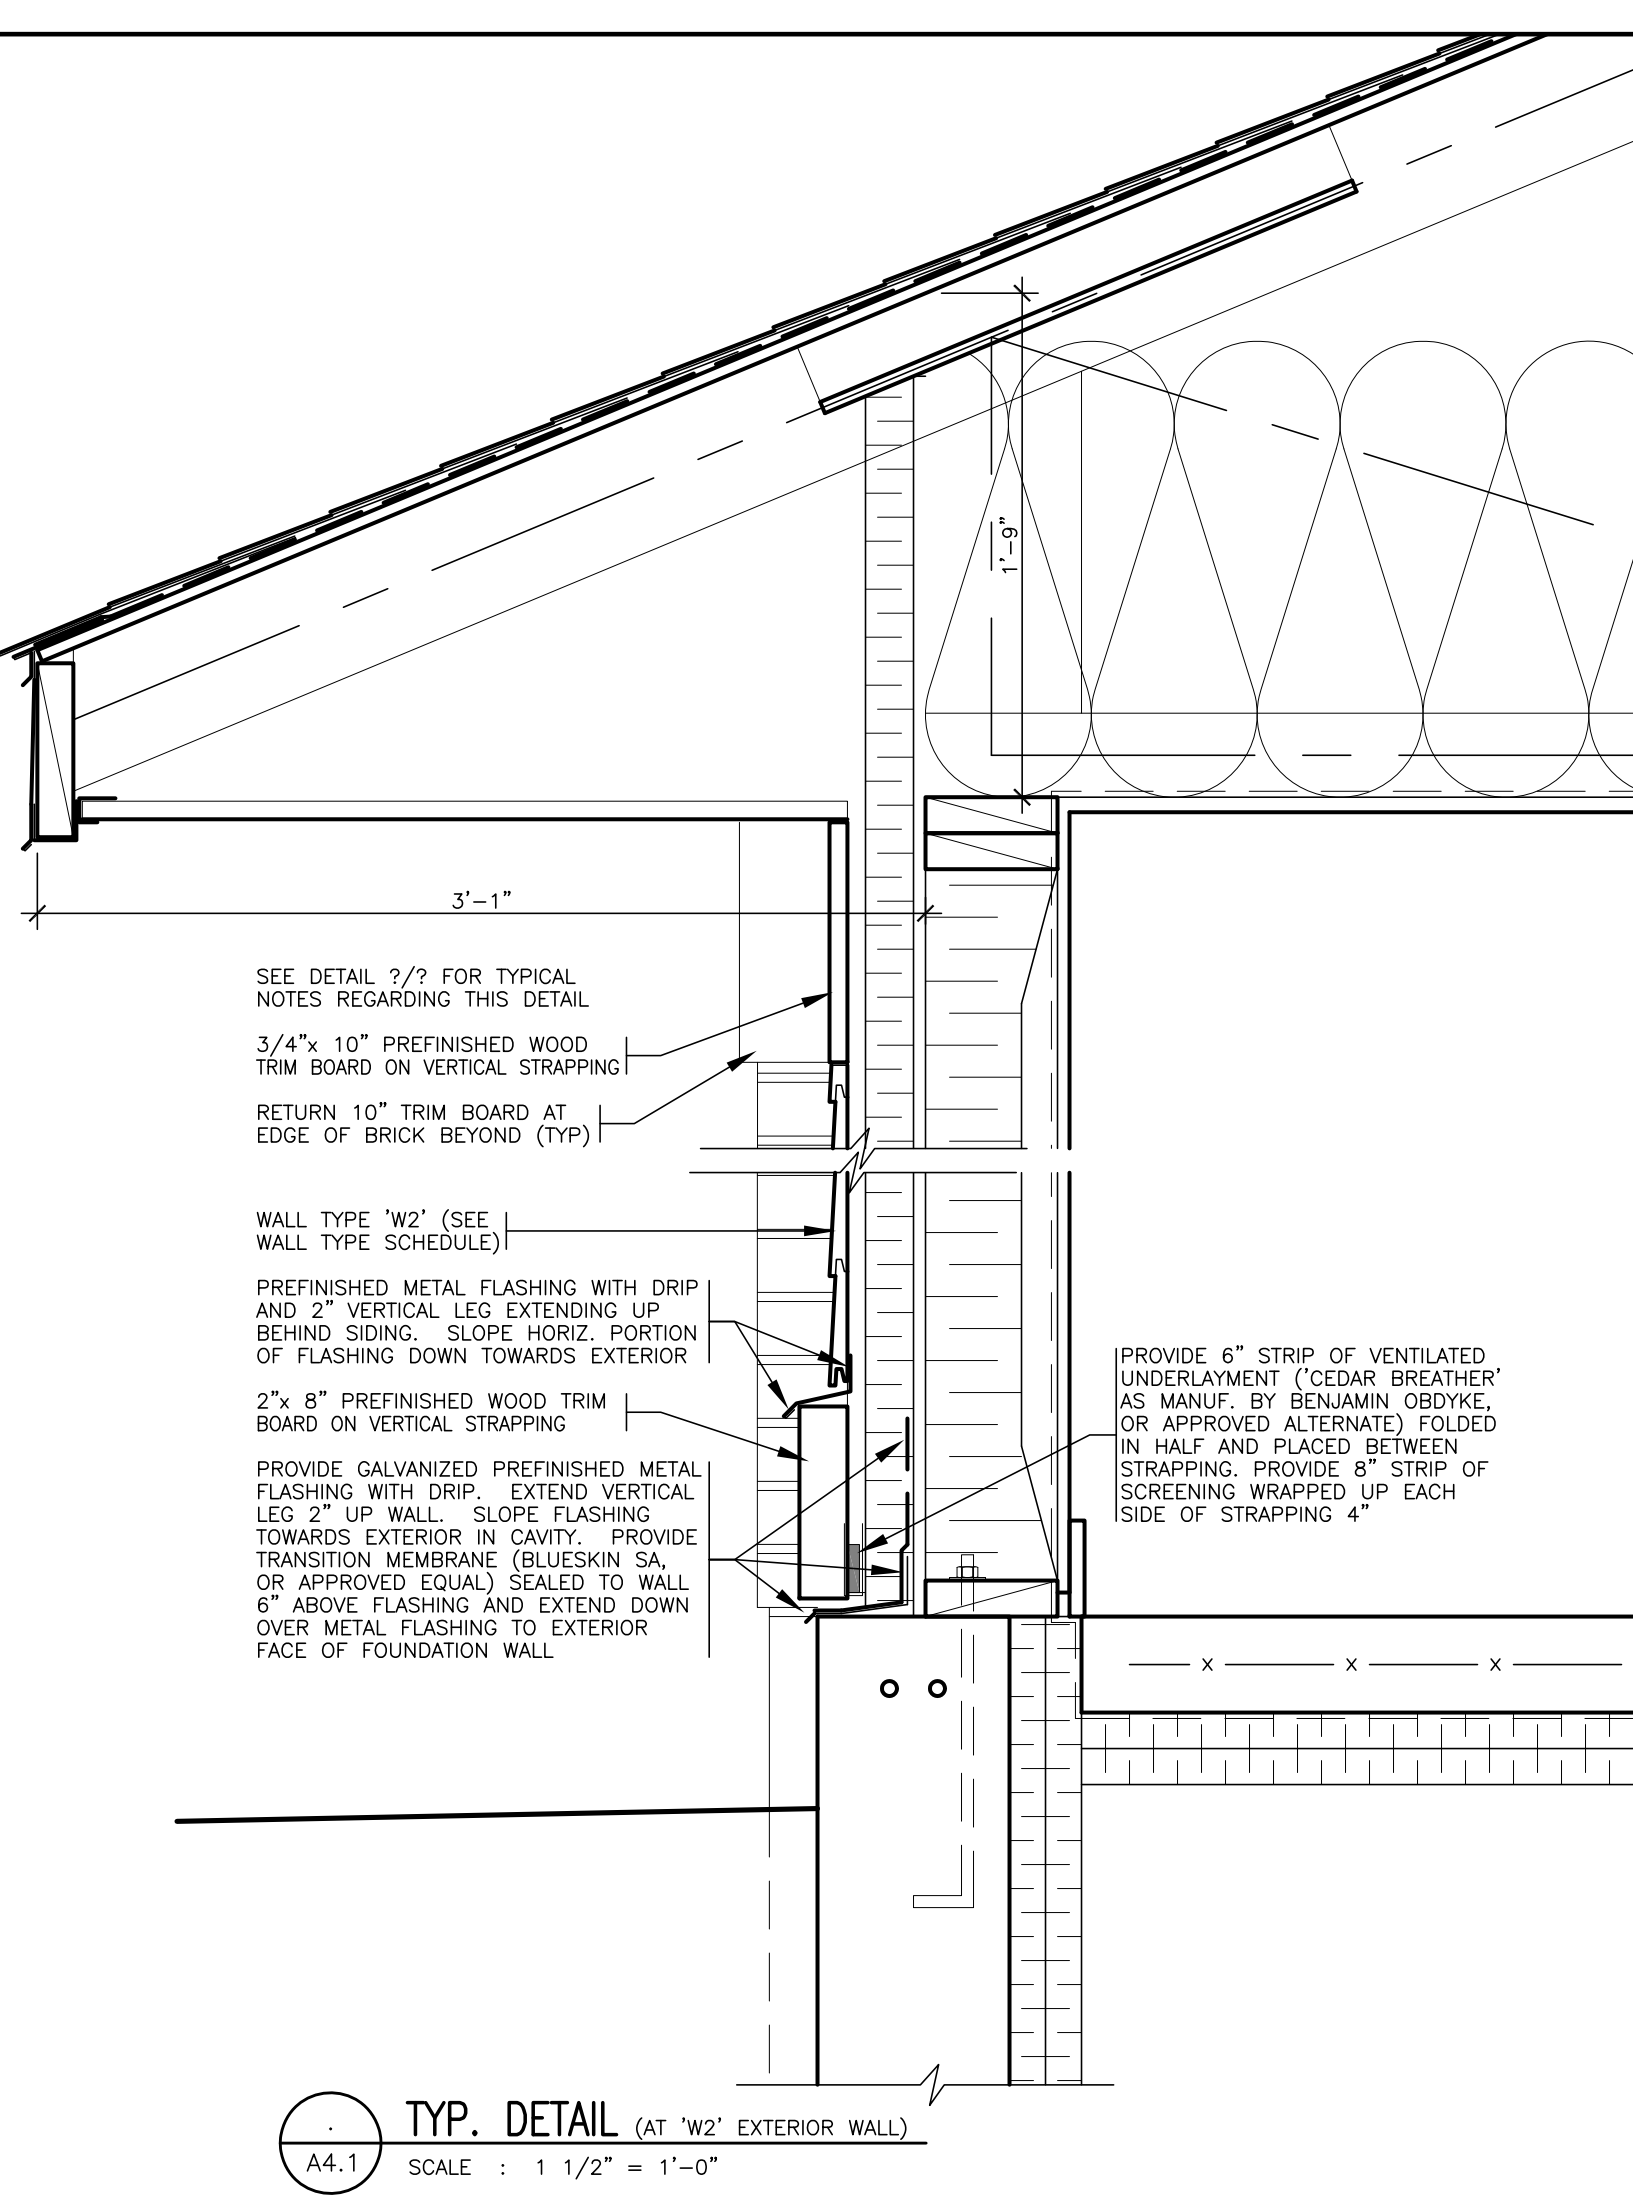 1'-9"
3'-1"
SEE DETAIL ?/? FOR TYPICAL
NOTES REGARDING THIS DETAIL
3/4"x 10" PREFINISHED WOOD
TRIM BOARD ON VERTICAL STRAPPING
RETURN 10" TRIM BOARD AT
EDGE OF BRICK BEYOND (TYP)
WALL TYPE 'W2' (SEE
WALL TYPE SCHEDULE)
PREFINISHED METAL FLASHING WITH DRIP
AND 2" VERTICAL LEG EXTENDING UP
BEHIND SIDING. SLOPE HORIZ. PORTION
OF FLASHING DOWN TOWARDS EXTERIOR
2"x 8" PREFINISHED WOOD TRIM
BOARD ON VERTICAL STRAPPING
PROVIDE GALVANIZED PREFINISHED METAL
FLASHING WITH DRIP. EXTEND VERTICAL
LEG 2" UP WALL. SLOPE FLASHING
TOWARDS EXTERIOR IN CAVITY. PROVIDE
TRANSITION MEMBRANE (BLUESKIN SA,
OR APPROVED EQUAL) SEALED TO WALL
6" ABOVE FLASHING AND EXTEND DOWN
OVER METAL FLASHING TO EXTERIOR
FACE OF FOUNDATION WALL
PROVIDE 6" STRIP OF VENTILATED
UNDERLAYMENT ('CEDAR BREATHER'
AS MANUF. BY BENJAMIN OBDYKE,
OR APPROVED ALTERNATE) FOLDED
IN HALF AND PLACED BETWEEN
STRAPPING. PROVIDE 8" STRIP OF
SCREENING WRAPPED UP EACH
SIDE OF STRAPPING 4"
x x x
TYP. DETAIL (AT 'W2' EXTERIOR WALL)
.
A4.1
SCALE : 1 1/2" = 1'-0"